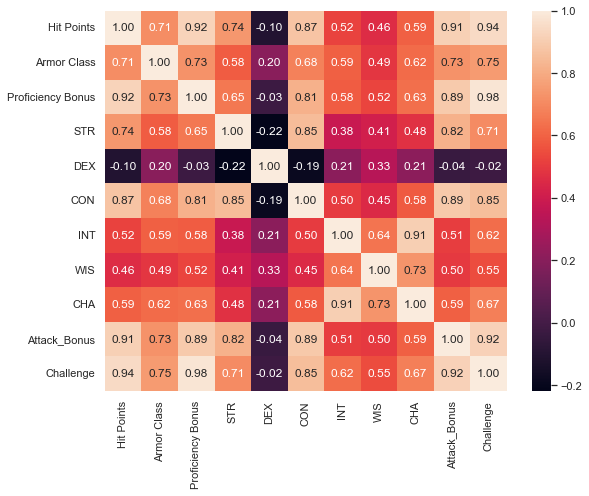 Hit Points 1.00 0.71 0.92 0.74 -0.10 0.87 0.52 0.46 0.59 0.91 0.94
Armor Class 0.71 1.00 0.73 0.58 0.20 0.68 0.59 0.49 0.62 0.73 0.75
Proficiency Bonus 0.92 0.73 1.00 0.65 -0.03 0.81 0.58 0.52 0.63 0.89 0.98
STR 0.74 0.58 0.65 1.00 -0.22 0.85 0.38 0.41 0.48 0.82 0.71
DEX -0.10 0.20 -0.03 -0.22 1.00 -0.19 0.21 0.33 0.21 -0.04 -0.02
CON 0.87 0.68 0.81 0.85 -0.19 1.00 0.50 0.45 0.58 0.89 0.85
INT 0.52 0.59 0.58 0.38 0.21 0.50 1.00 0.64 0.91 0.51 0.62
WIS 0.46 0.49 0.52 0.41 0.33 0.45 0.64 1.00 0.73 0.50 0.55
CHA 0.59 0.62 0.63 0.48 0.21 0.58 0.91 0.73 1.00 0.59 0.67
Attack_Bonus 0.91 0.73 0.89 0.82 -0.04 0.89 0.51 0.50 0.59 1.00 0.92
Challenge 0.94 0.75 0.98 0.71 -0.02 0.85 0.62 0.55 0.67 0.92 1.00
Hit Points
Armor Class
Proficiency Bonus
STR
DEX
CON
INT
WIS
CHA
Attack_Bonus
Challenge
1.0
0.8
0.6
0.4
0.2
0.0
−0.2